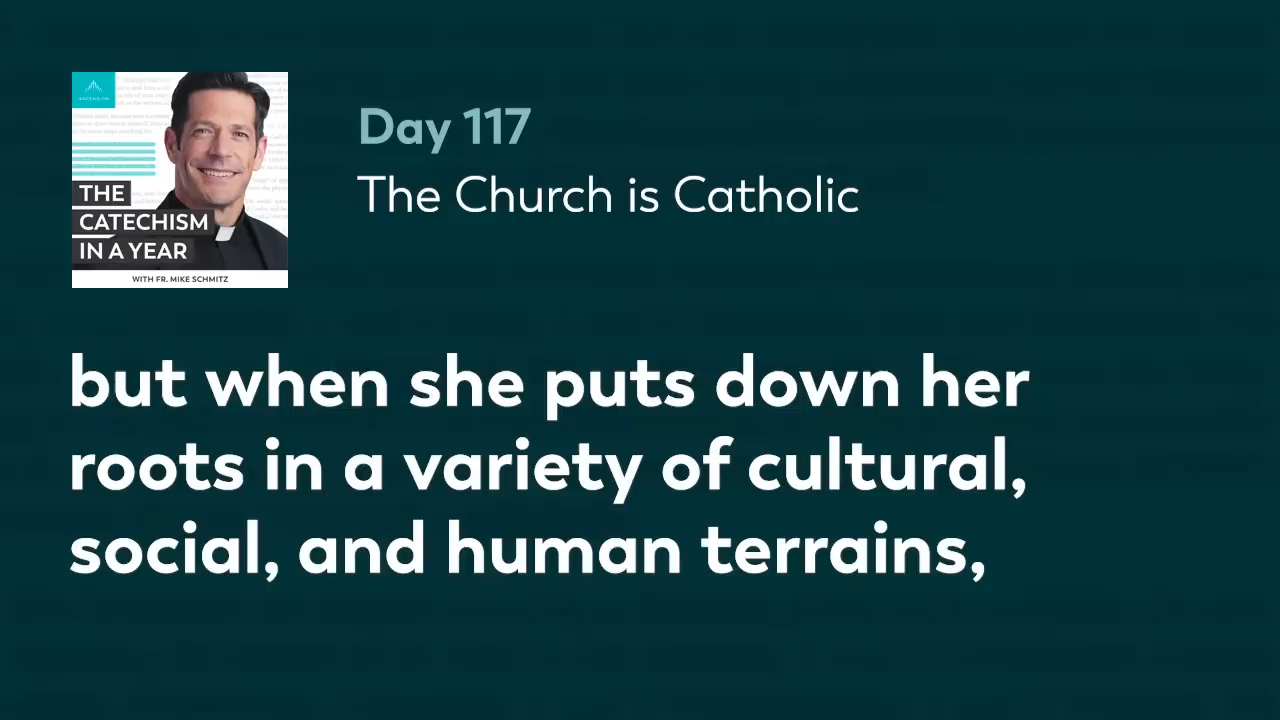 ASCENSION
THE
CATECHISM
IN A YEAR
WITH FR. MIKE SCHMITZ
Day 117
The Church is Catholic
but when she puts down her
roots in a variety of cultural,
social, and human terrains,